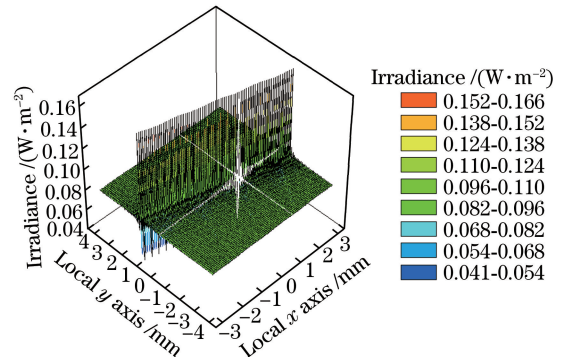 Irradiance /(W·m⁻²)
0.16
0.14
0.12
0.10
0.08
0.06
0.04
4 3 2 1 0 −1 −2 −3 −4
Local y axis /mm
−3 −2 −1 0 1 2 3
Local x axis /mm
Irradiance /(W·m⁻²)
0.152-0.166
0.138-0.152
0.124-0.138
0.110-0.124
0.096-0.110
0.082-0.096
0.068-0.082
0.054-0.068
0.041-0.054